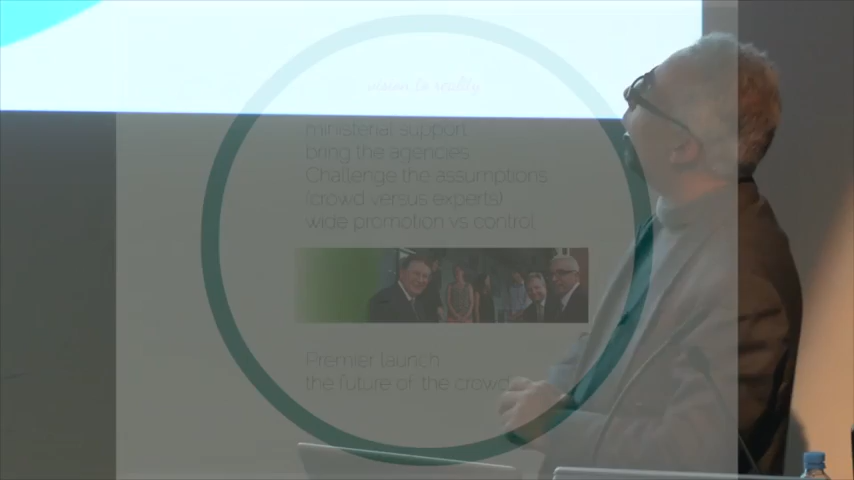 vision to reality
ministerial support
bring the agencies
Challenge the assumptions
(crowd versus experts)
wide promotion vs control
Premier launch
the future of the crowd